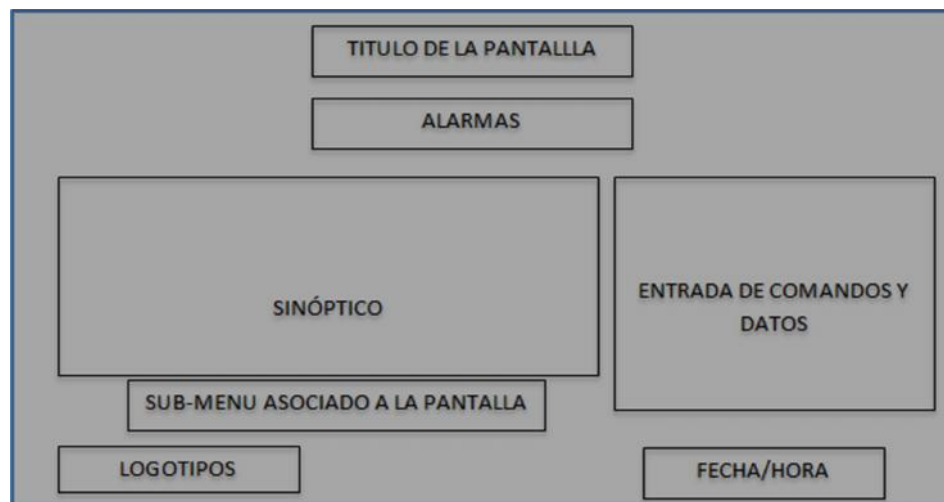 TITULO DE LA PANTALLLA
ALARMAS
SINÓPTICO
ENTRADA DE COMANDOS Y
DATOS
SUB-MENU ASOCIADO A LA PANTALLA
LOGOTIPOS
FECHA/HORA